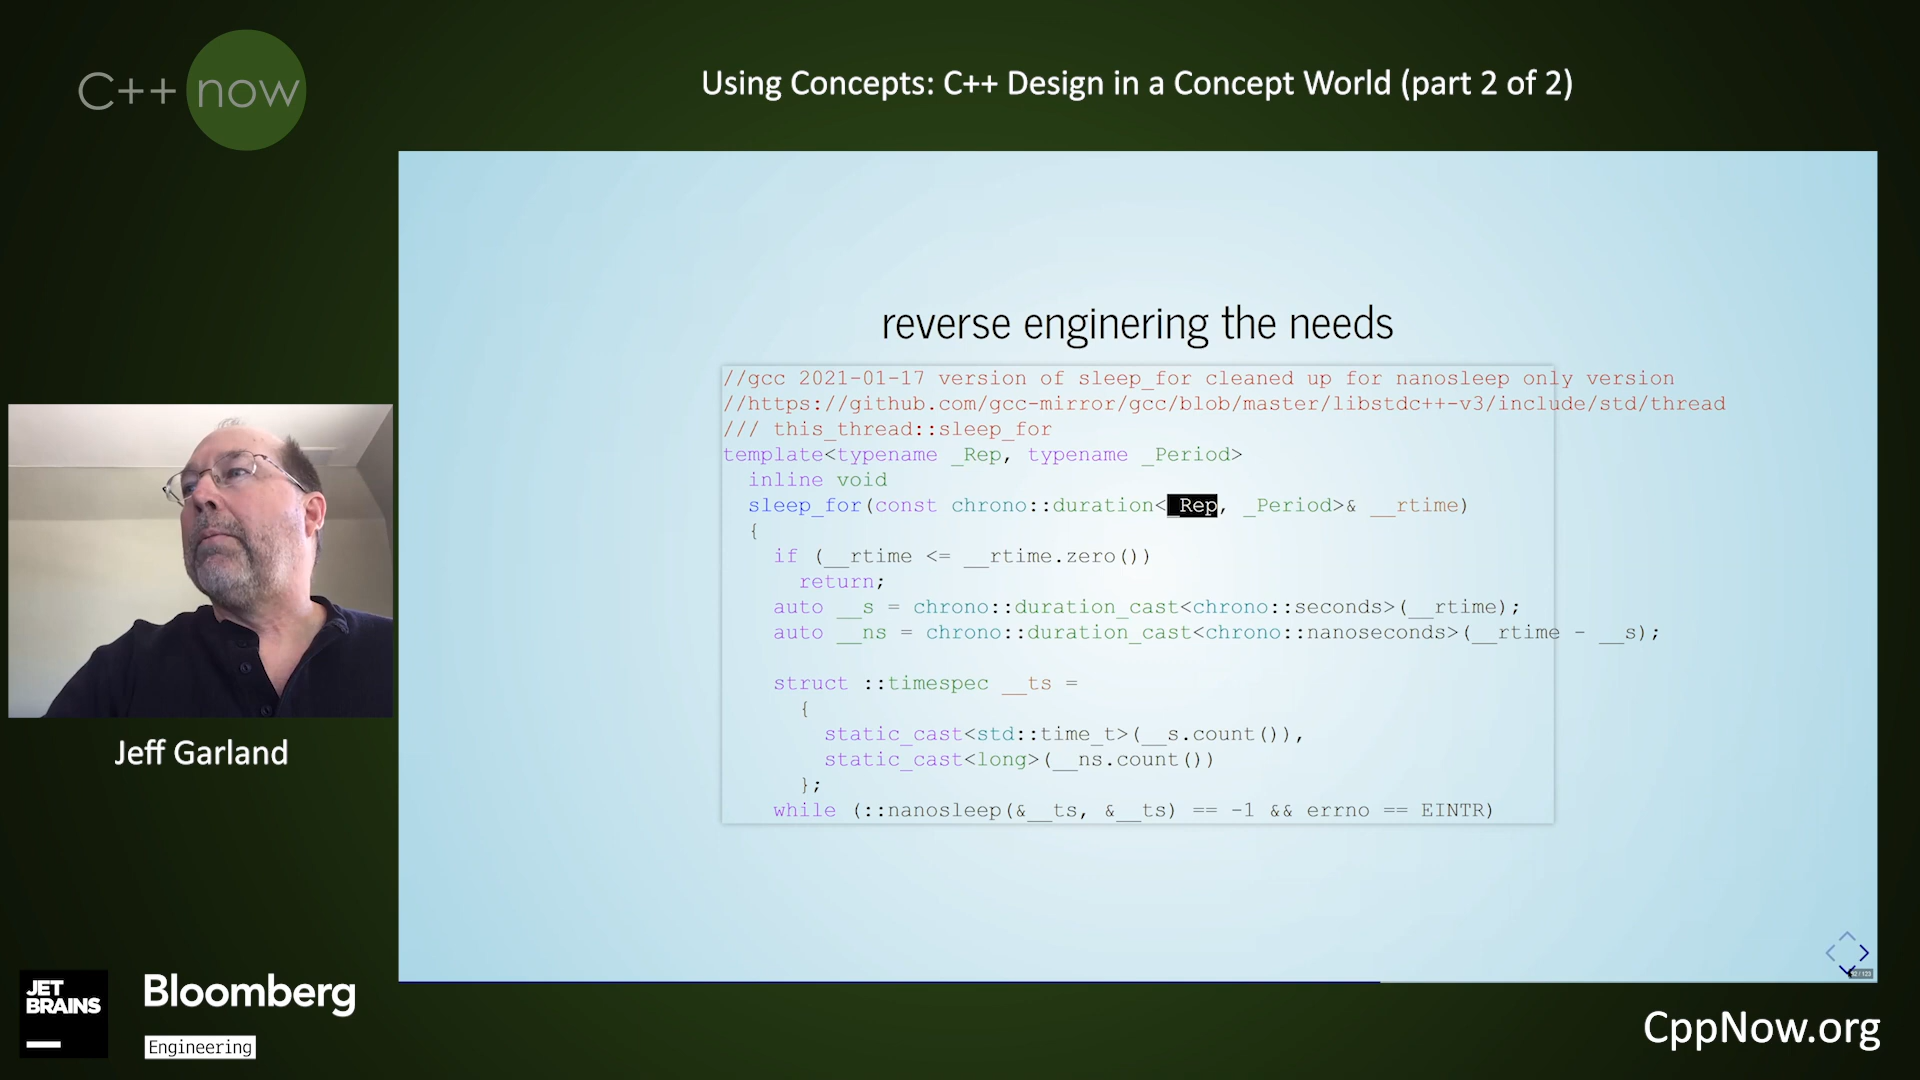 C++ now
Using Concepts: C++ Design in a Concept World (part 2 of 2)
reverse enginering the needs
//gcc 2021-01-17 version of sleep_for cleaned up for nanosleep only version
//https://github.com/gcc-mirror/gcc/blob/master/libstdc++-v3/include/std/thread
/// this_thread::sleep_for
template<typename _Rep, typename _Period>
inline void
sleep_for(const chrono::duration<_Rep, _Period>& __rtime)
{
if (__rtime <= __rtime.zero())
return;
auto __s = chrono::duration_cast<chrono::seconds>(__rtime);
auto __ns = chrono::duration_cast<chrono::nanoseconds>(__rtime - __s);
struct ::timespec __ts =
{
static_cast<std::time_t>(__s.count()),
static_cast<long>(__ns.count())
};
while (::nanosleep(&__ts, &__ts) == -1 && errno == EINTR)
Jeff Garland
JET
BRAINS
Bloomberg
Engineering
CppNow.org